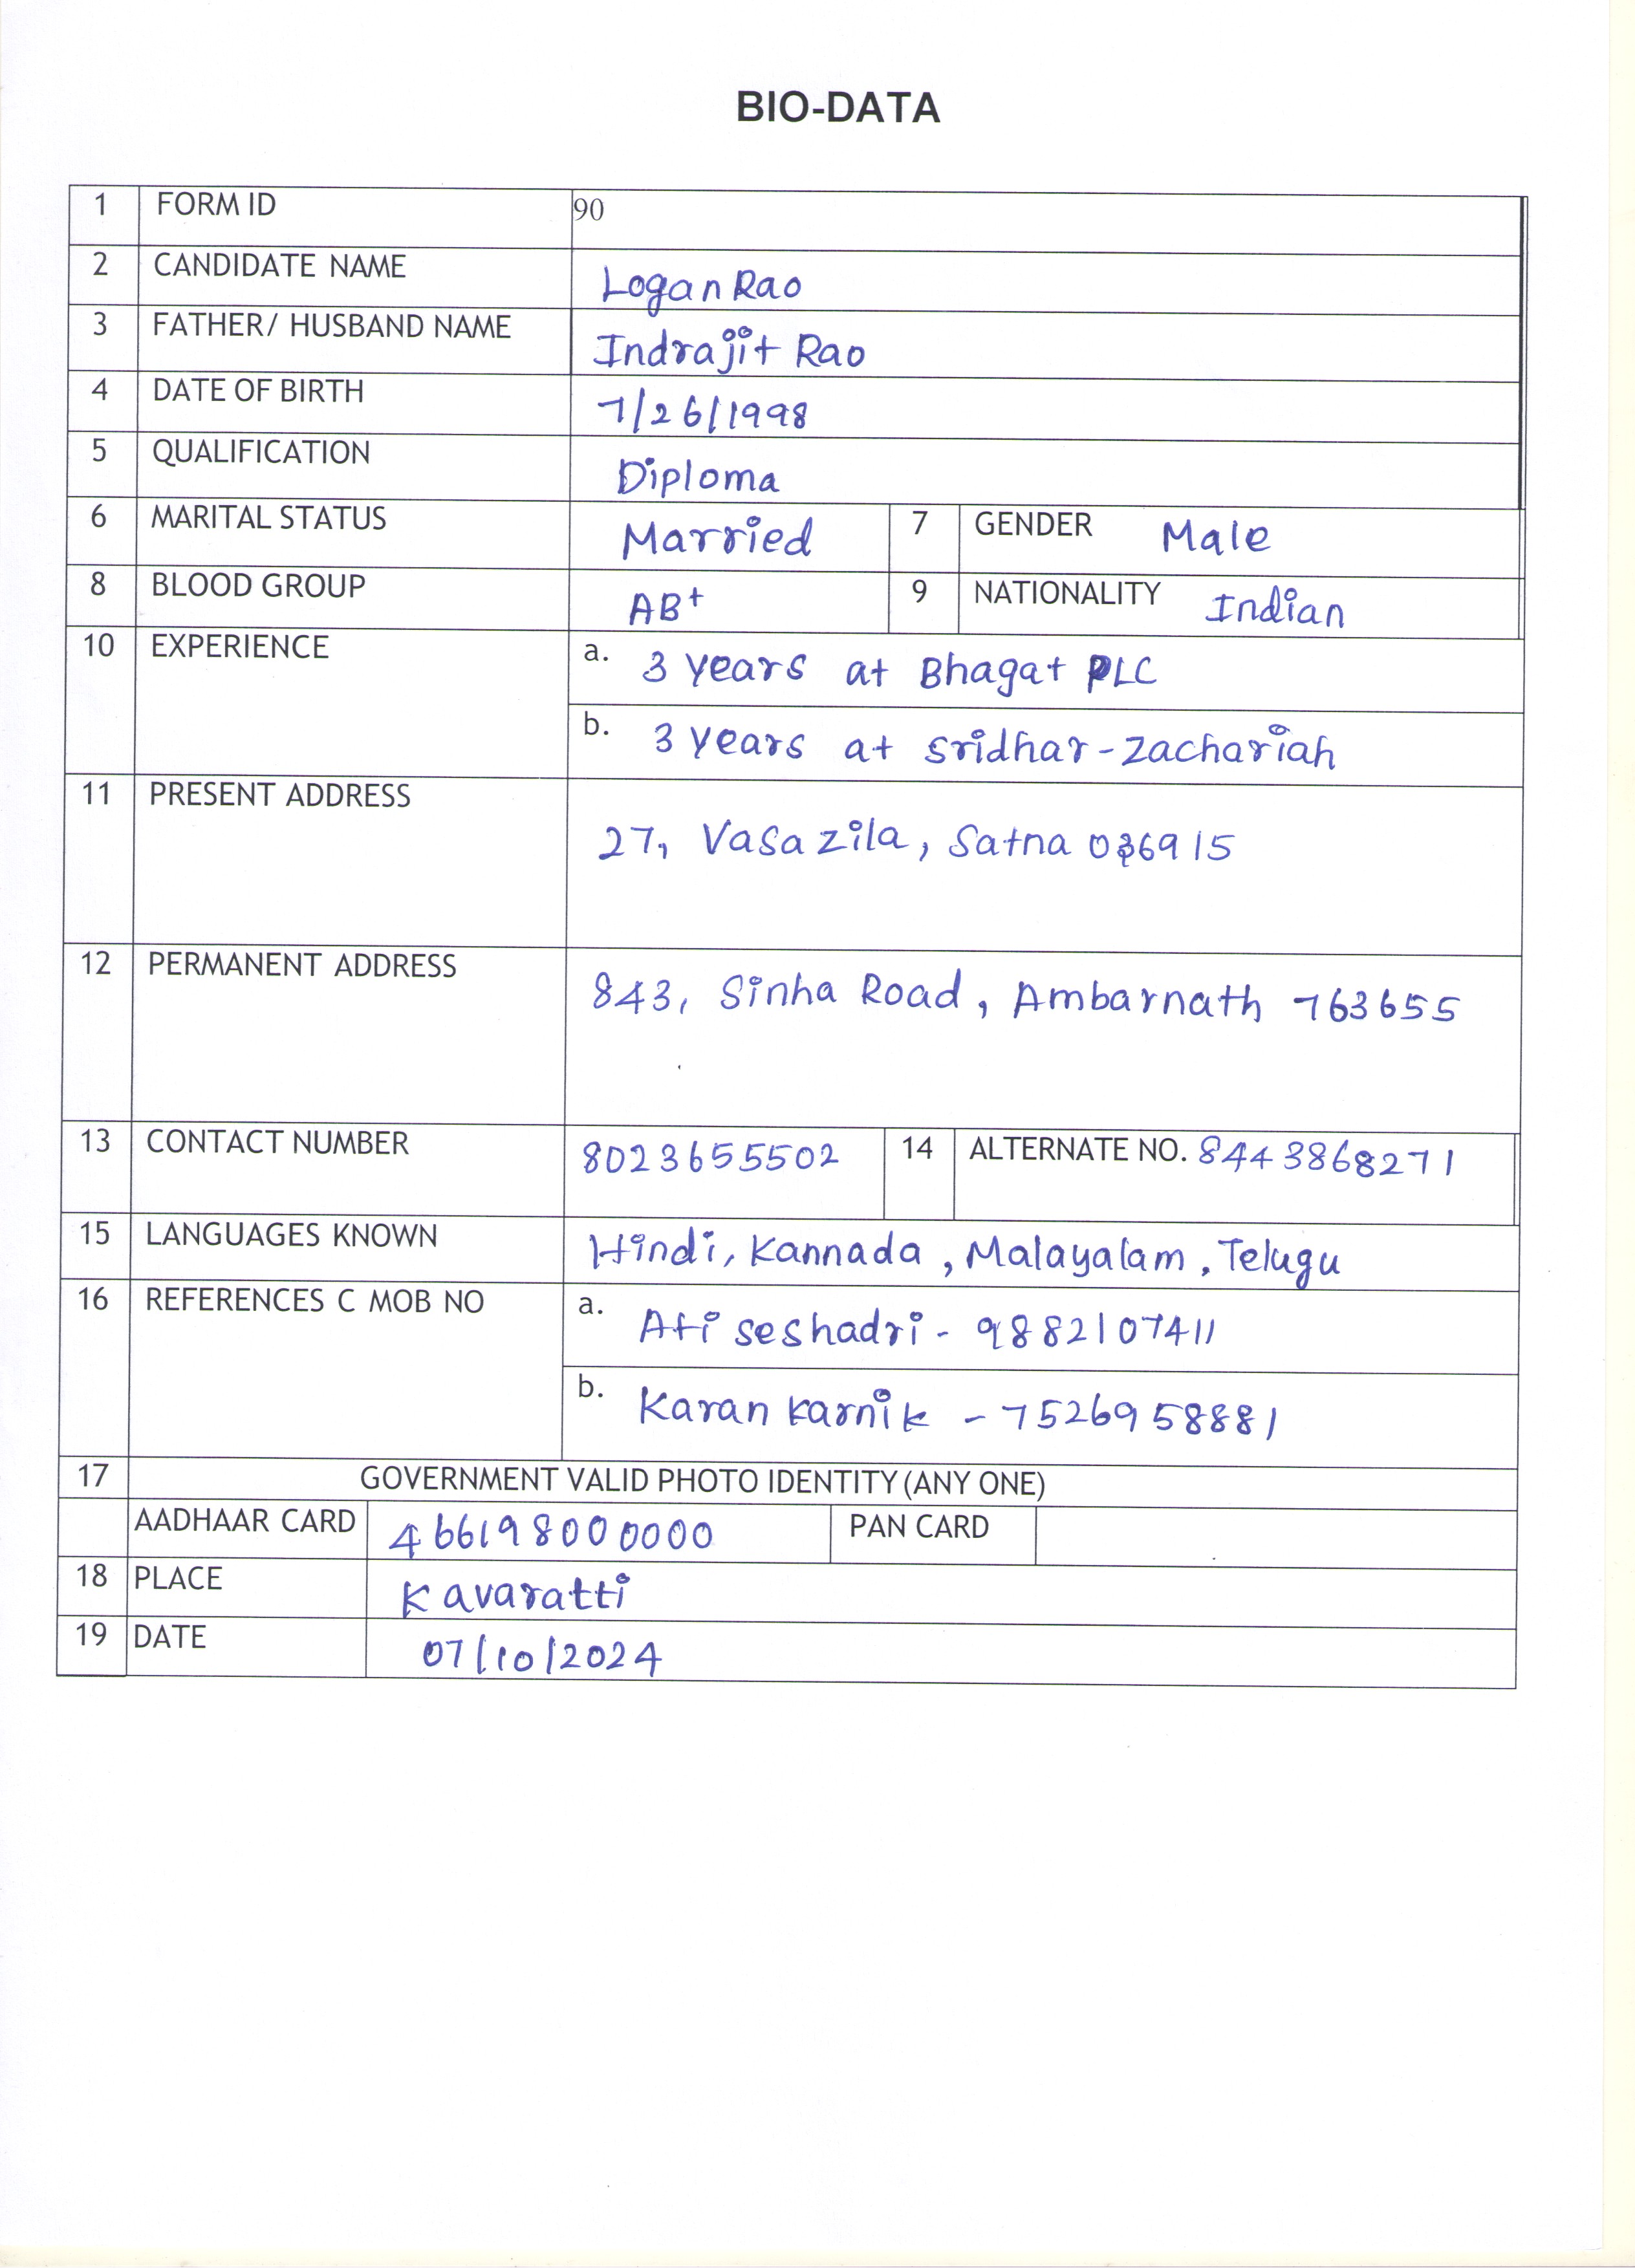 BIO-DATA
1 FORM ID 90
2 CANDIDATE NAME Logan Rao
3 FATHER/ HUSBAND NAME Indrajit Rao
4 DATE OF BIRTH 7/26/1998
5 QUALIFICATION Diploma
6 MARITAL STATUS Married 7 GENDER Male
8 BLOOD GROUP AB+ 9 NATIONALITY Indian
10 EXPERIENCE a. 3 years at Bhagat PLC
b. 3 years at Sridhar-Zachariah
11 PRESENT ADDRESS
27, Vasa Zila, Satna
12 PERMANENT ADDRESS
843, Sinha Road, Ambarnath 763655
13 CONTACT NUMBER 8023655502 14 ALTERNATE NO. 8443868271
15 LANGUAGES KNOWN Hindi, Kannada, Malayalam, Telugu
16 REFERENCES C MOB NO a. seshadri - 9882107411
b. Karan Karnik - 7526958881
17 GOVERNMENT VALID PHOTO IDENTITY (ANY ONE)
AADHAAR CARD 466198000000 PAN CARD
18 PLACE Kavaratti
19 DATE 07/10/2024